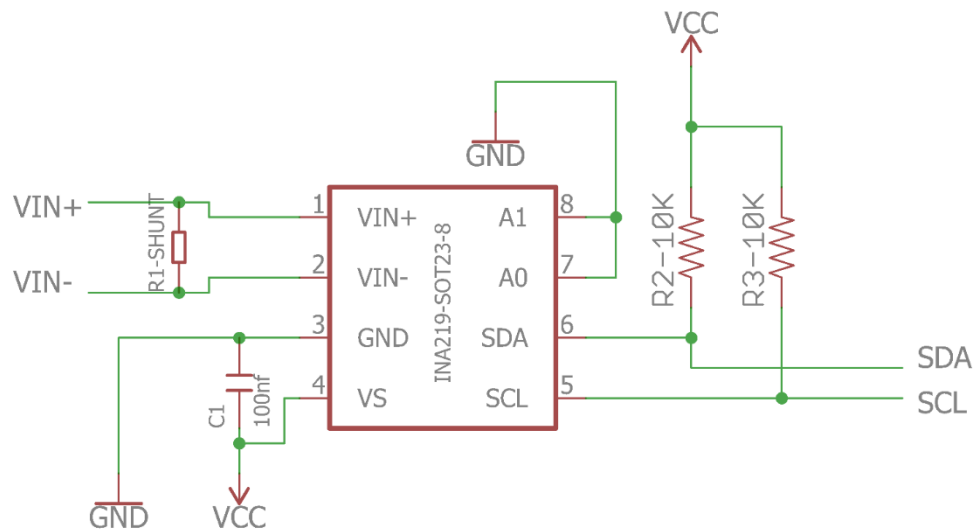 VCC
GND
VIN+
VIN-
R1-SHUNT
1
2
3
4
VIN+
VIN-
GND
VS
INA219-SOT23-8
A1
A0
SDA
SCL
8
7
6
5
R2-10K
R3-10K
SDA
SCL
C1
100nf
GND
VCC